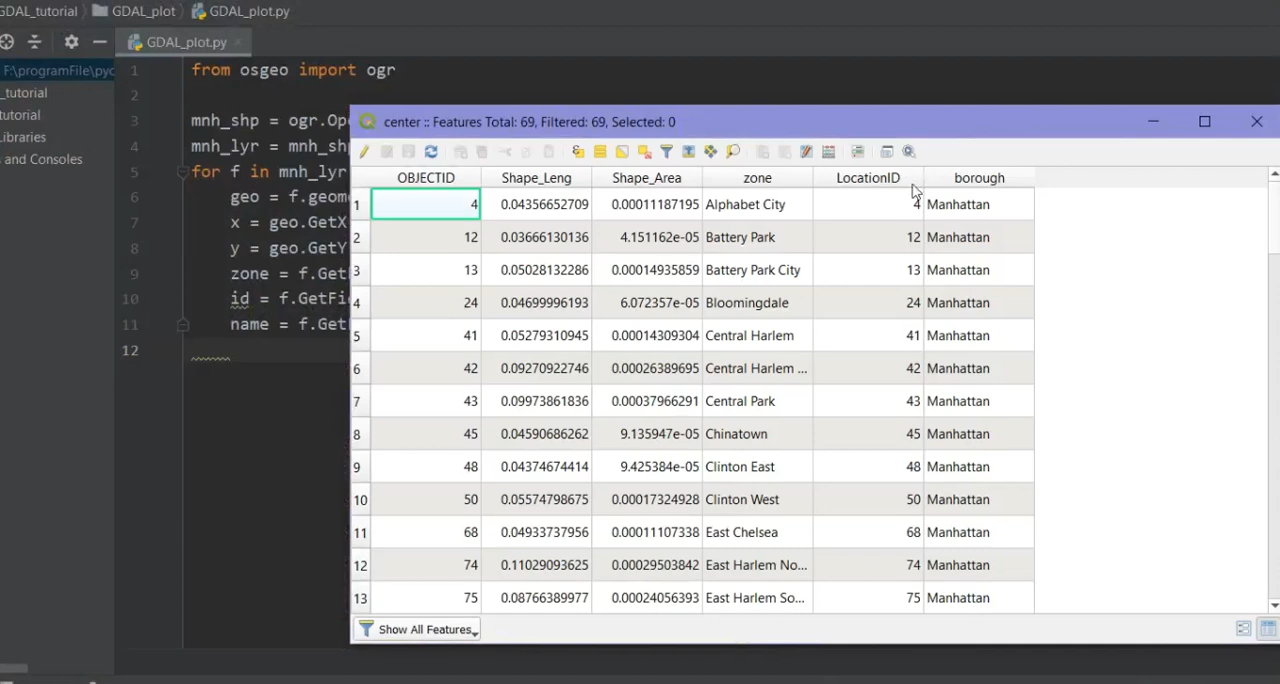 GDAL_tutorial GDAL_plot GDAL_plot.py
GDAL_plot.py
F:\programFile\pyc
_tutorial
tutorial
Libraries
and Consoles
1 from osgeo import ogr
2
3 mnh_shp = ogr.Ope
4 mnh_lyr = mnh_shp
5 for f in mnh_lyr
6 geo = f.geome
7 x = geo.GetX
8 y = geo.GetY
9 zone = f.Get
10 id = f.GetFi
11 name = f.Get
12
center :: Features Total: 69, Filtered: 69, Selected: 0
OBJECTID Shape_Leng Shape_Area zone LocationID borough
1 4 0.04356652709 0.00011187195 Alphabet City 4 Manhattan
2 12 0.03661130136 4.151162e-05 Battery Park 12 Manhattan
3 13 0.05028132286 0.00014935859 Battery Park City 13 Manhattan
4 24 0.04699996193 6.072357e-05 Bloomingdale 24 Manhattan
5 41 0.05279310945 0.00014309304 Central Harlem 41 Manhattan
6 42 0.09270922746 0.00026389695 Central Harlem ... 42 Manhattan
7 43 0.09973861836 0.00037966291 Central Park 43 Manhattan
8 45 0.04590686262 9.135947e-05 Chinatown 45 Manhattan
9 48 0.04374674414 9.425384e-05 Clinton East 48 Manhattan
10 50 0.05574798675 0.00017324928 Clinton West 50 Manhattan
11 68 0.04933737956 0.00011107338 East Chelsea 68 Manhattan
12 74 0.11029093625 0.00029503842 East Harlem No... 74 Manhattan
13 75 0.08766389977 0.00024056393 East Harlem So... 75 Manhattan
Show All Features